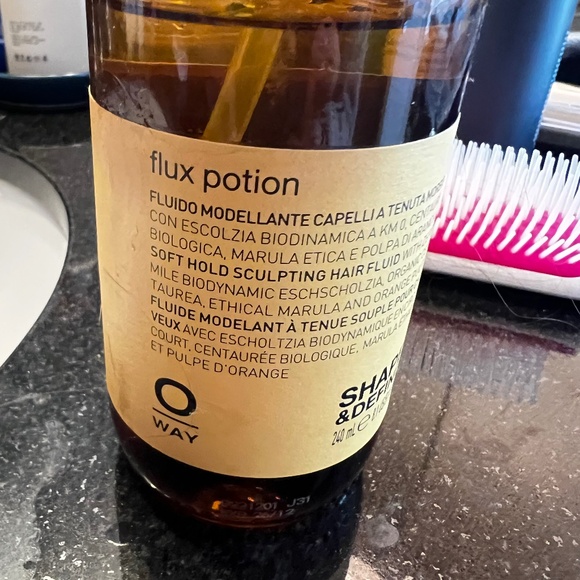 flux potion
FLUIDO MODELLANTE CAPELLI A TENUTA
CON ESCOLZIA BIODINAMICA A KM 0,
BIOLOGICA, MARULA ETICA E POLPA DI
SOFT HOLD SCULPTING HAIR FLUID
MILE BIODYNAMIC ESCHSCHOLZIA,
TAUREA, ETHICAL MARULA AND ORANGE
FLUIDE MODELANT À TENUE SOUPLE
VEUX AVEC ESCHOLTZIA BIODYNAMIQUE
COURT, CENTAURÉE BIOLOGIQUE, MARULA
ET PULPE D'ORANGE
O
WAY
&
240 mL ℮
J31